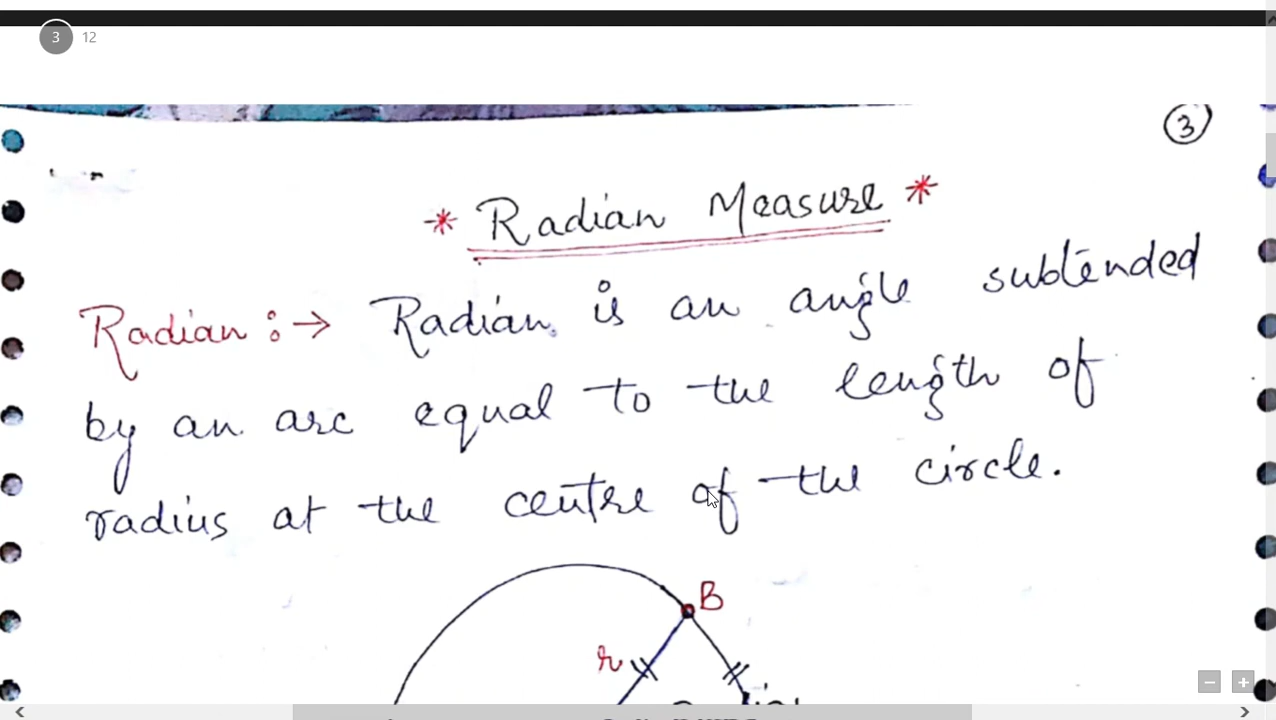 3 12
3
* Radian Measure *
Radian :→ Radian is an angle subtended
by an arc equal to the length of
radius at the centre of the circle.
B
r